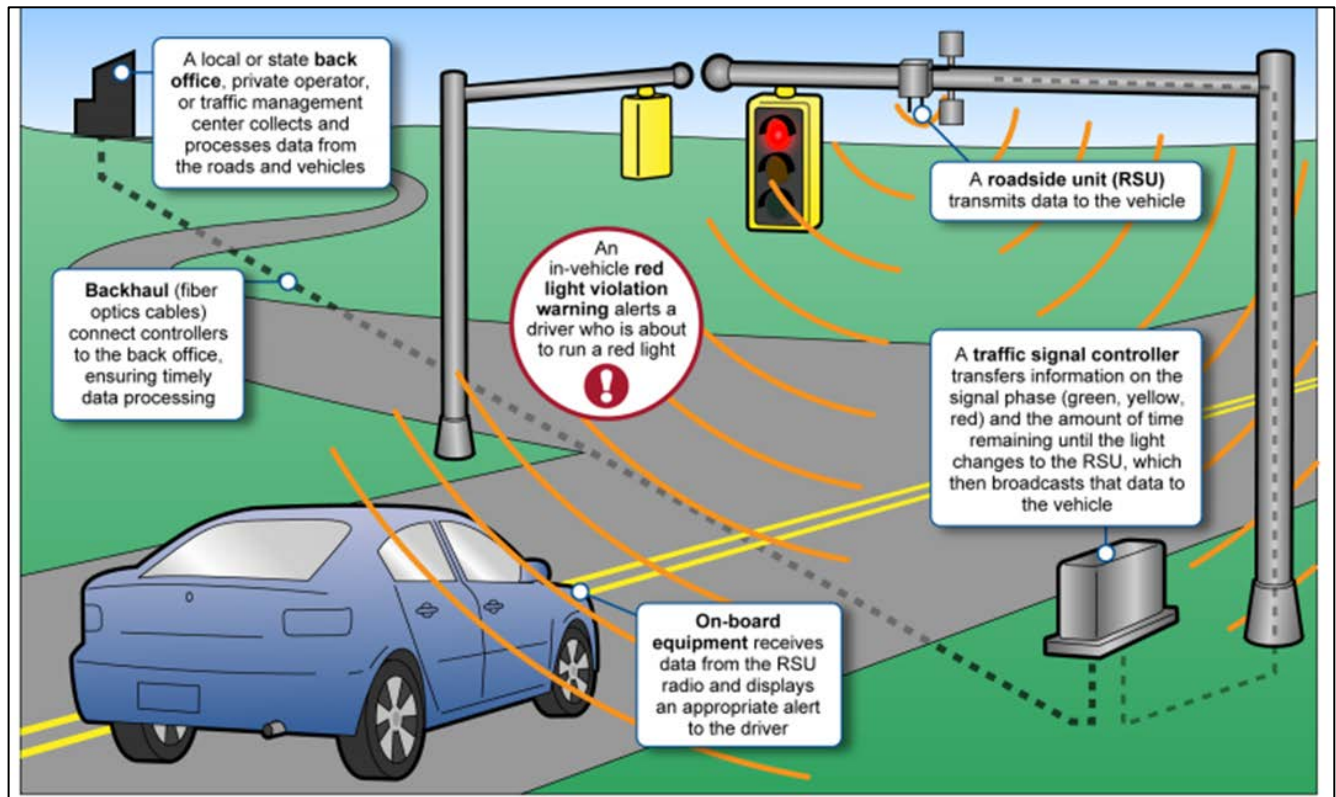 A local or state back
office, private operator,
or traffic management
center collects and
processes data from
the roads and vehicles
A roadside unit (RSU)
transmits data to the vehicle
An
in-vehicle red
light violation
warning alerts a
driver who is about
to run a red light
!
Backhaul (fiber
optics cables)
connect controllers
to the back office,
ensuring timely
data processing
A traffic signal controller
transfers information on the
signal phase (green, yellow,
red) and the amount of time
remaining until the light
changes to the RSU, which
then broadcasts that data to
the vehicle
On-board
equipment receives
data from the RSU
radio and displays
an appropriate alert
to the driver